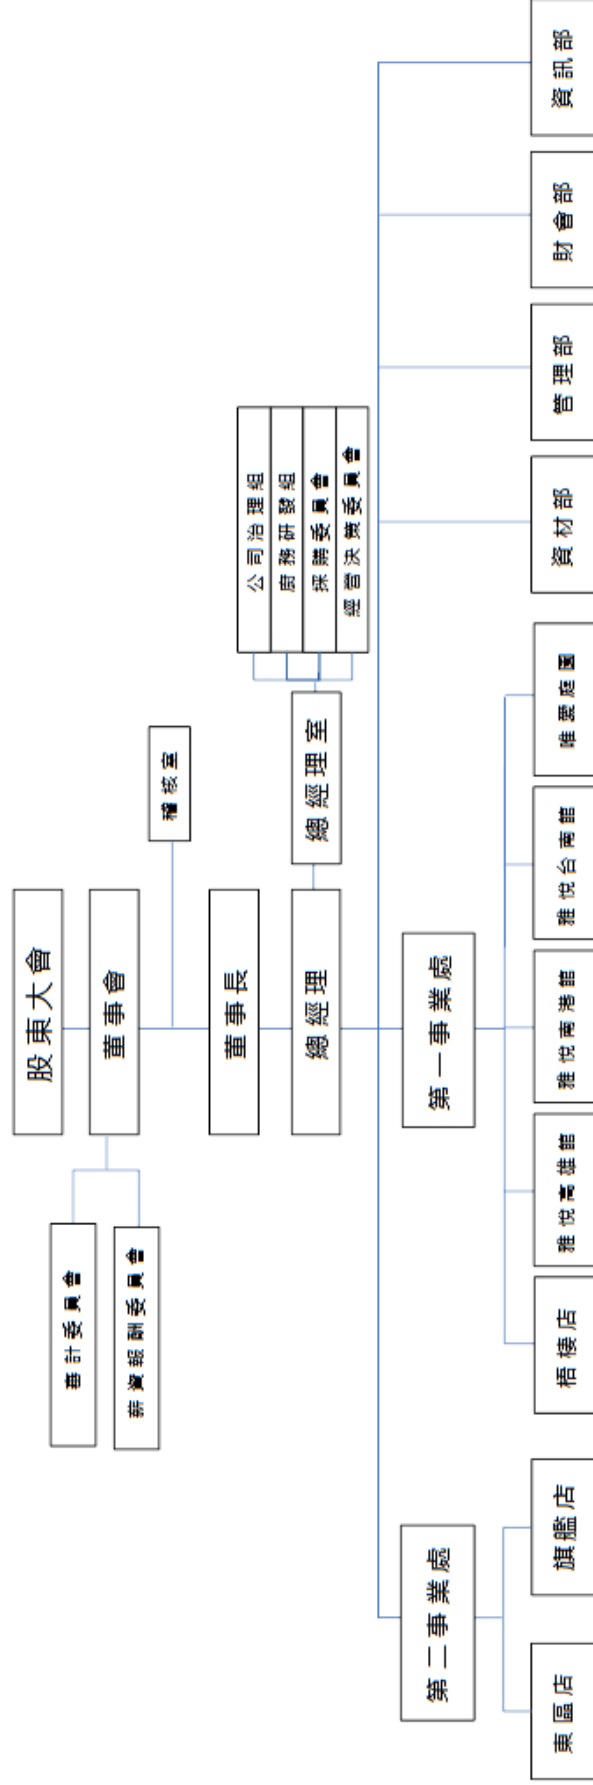 股東大會
董事會
審計委員會
薪資報酬委員會
稽核室
董事長
總經理
總經理室
公司治理組
廚務研發組
採購委員會
經營決策委員會
第二事業處
第一事業處
東區店
旗艦店
梧棲店
雅悅高雄館
雅悅南港館
雅悅台南館
唯愛庭園
資材部
管理部
財會部
資訊部